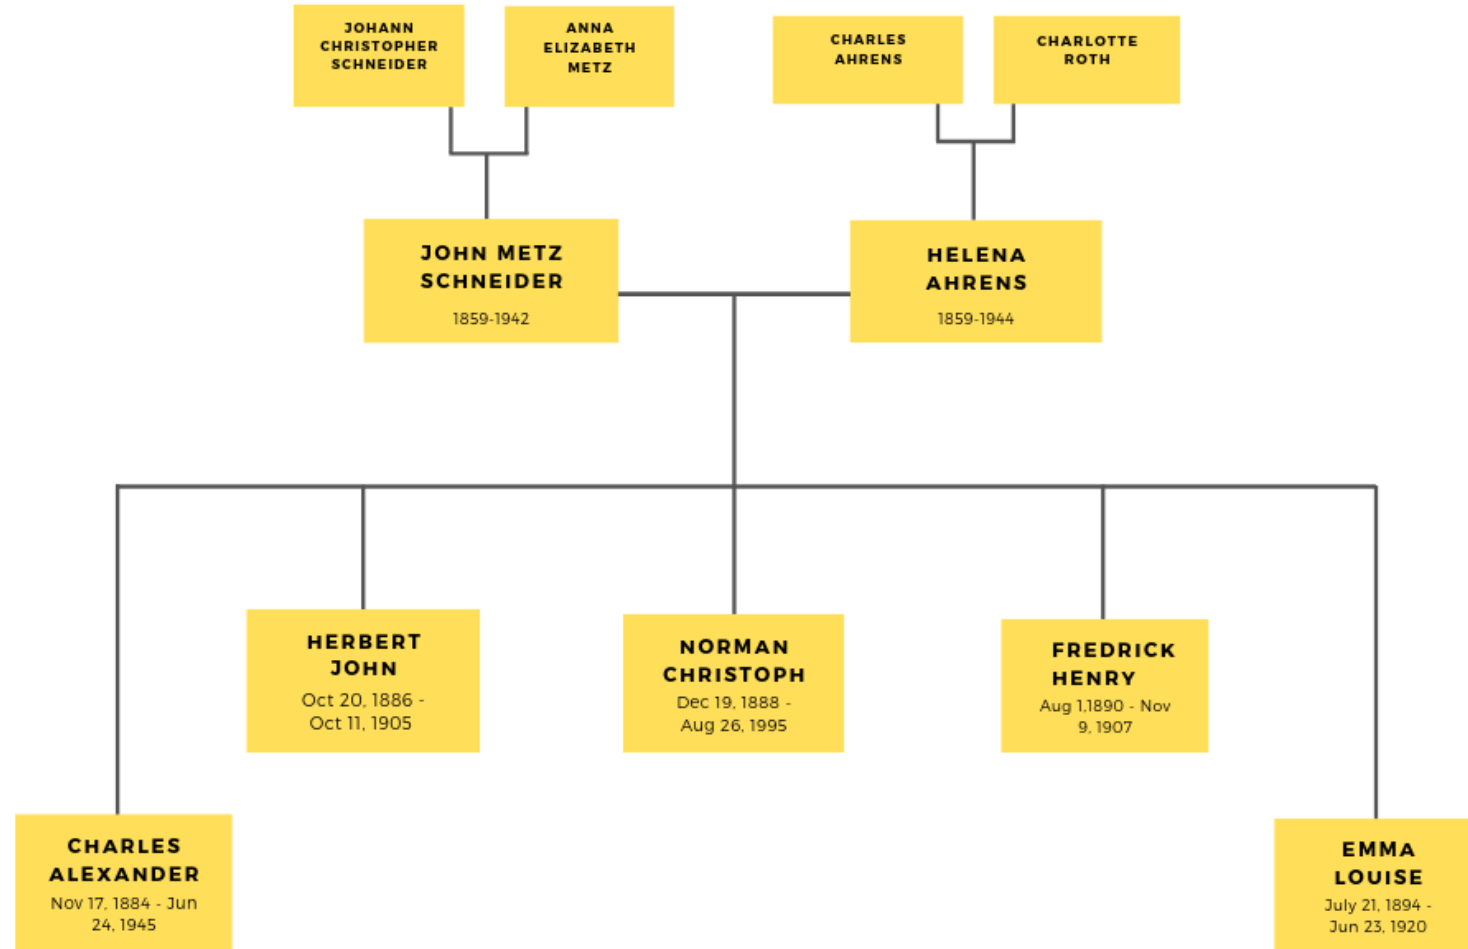 JOHANN
CHRISTOPHER
SCHNEIDER
ANNA
ELIZABETH
METZ
CHARLES
AHRENS
CHARLOTTE
ROTH
JOHN METZ
SCHNEIDER
1859-1942
HELENA
AHRENS
1859-1944
HERBERT
JOHN
Oct 20, 1886 -
Oct 11, 1905
NORMAN
CHRISTOPH
Dec 19, 1888 -
Aug 26, 1995
FREDRICK
HENRY
Aug 1,1890 - Nov
9, 1907
CHARLES
ALEXANDER
Nov 17, 1884 - Jun
24, 1945
EMMA
LOUISE
July 21, 1894 -
Jun 23, 1920